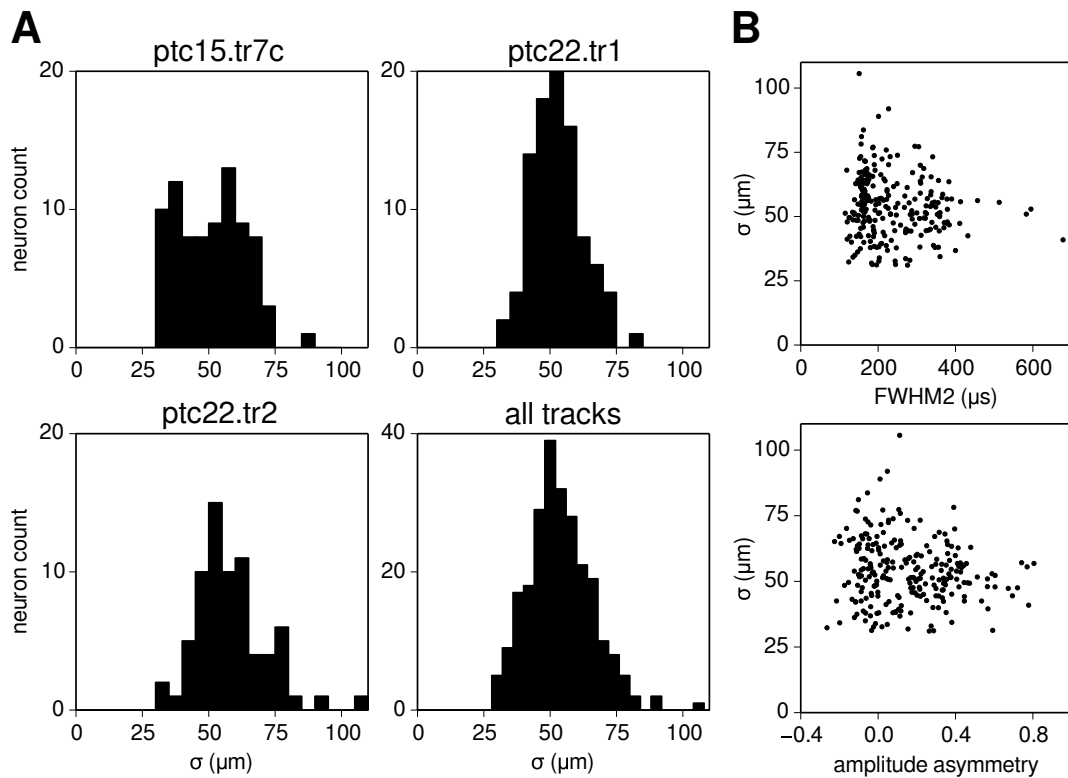 A
B
ptc15.tr7c
ptc22.tr1
20
20
10
10
0
0
neuron count
0 25 50 75 100
0 25 50 75 100
100
75
50
25
0
σ (µm)
0 200 400 600
FWHM2 (µs)
ptc22.tr2
all tracks
20
40
10
20
0
0
neuron count
0 25 50 75 100
0 25 50 75 100
σ (µm)
σ (µm)
100
75
50
25
0
σ (µm)
−0.4 0.0 0.4 0.8
amplitude asymmetry